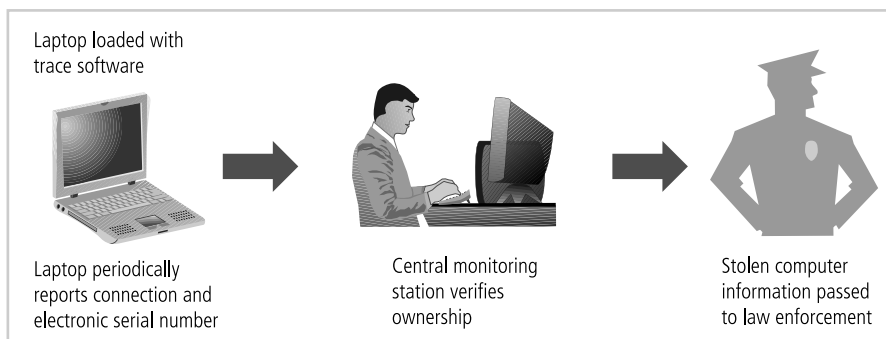 Laptop loaded with
trace software
Laptop periodically
reports connection and
electronic serial number
Central monitoring
station verifies
ownership
Stolen computer
information passed
to law enforcement